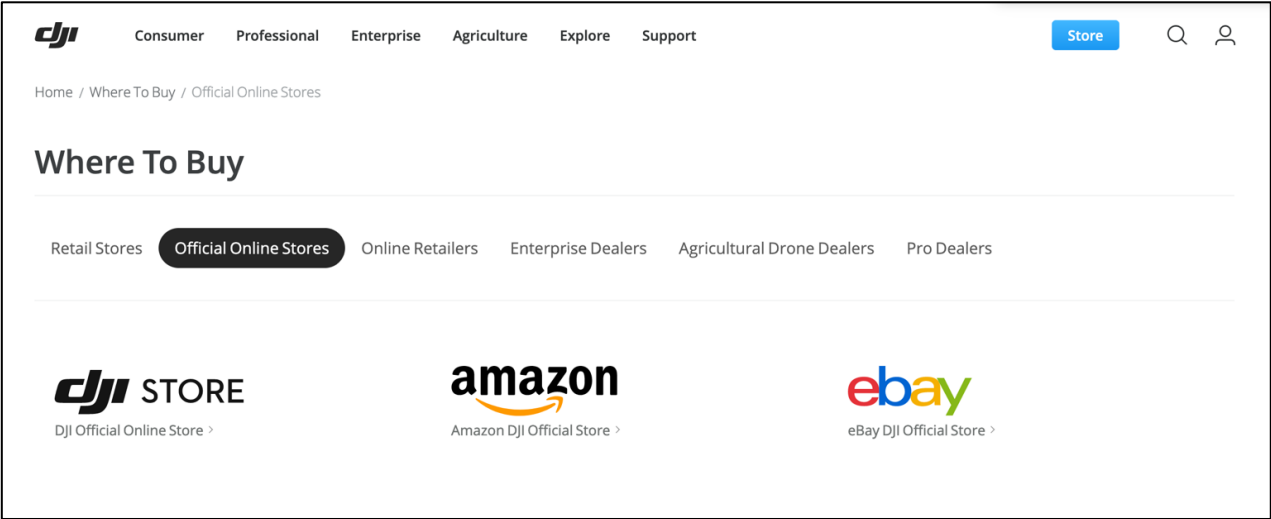 dji Consumer Professional Enterprise Agriculture Explore Support Store
Home / Where To Buy / Official Online Stores
Where To Buy
Retail Stores Official Online Stores Online Retailers Enterprise Dealers Agricultural Drone Dealers Pro Dealers
dji STORE amazon ebay
DJI Official Online Store > Amazon DJI Official Store > eBay DJI Official Store >